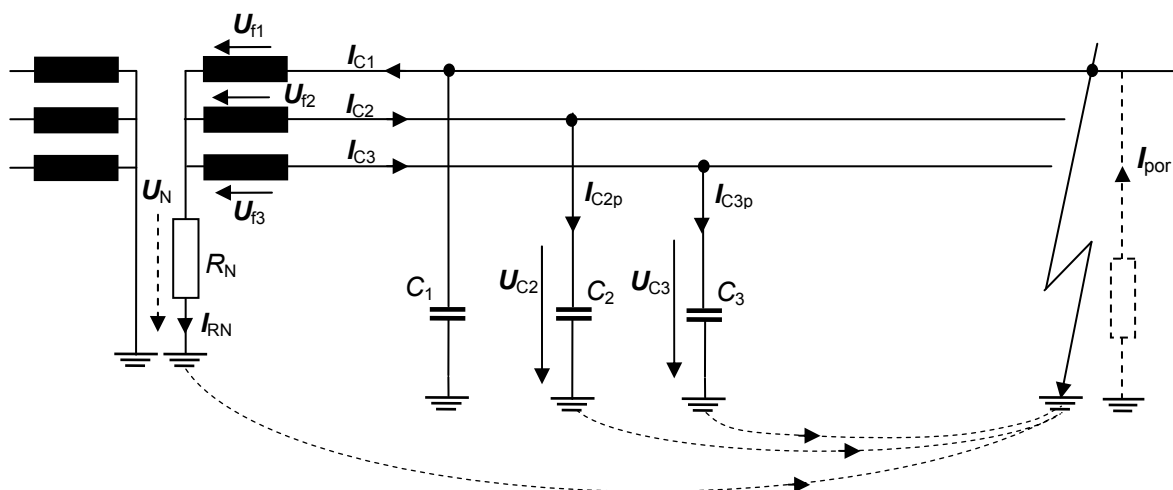 Uf1
IC1
Uf2
IC2
IC3
Uf3
UN
RN
IRN
C1
IC2p
UC2
C2
IC3p
UC3
C3
Ipor